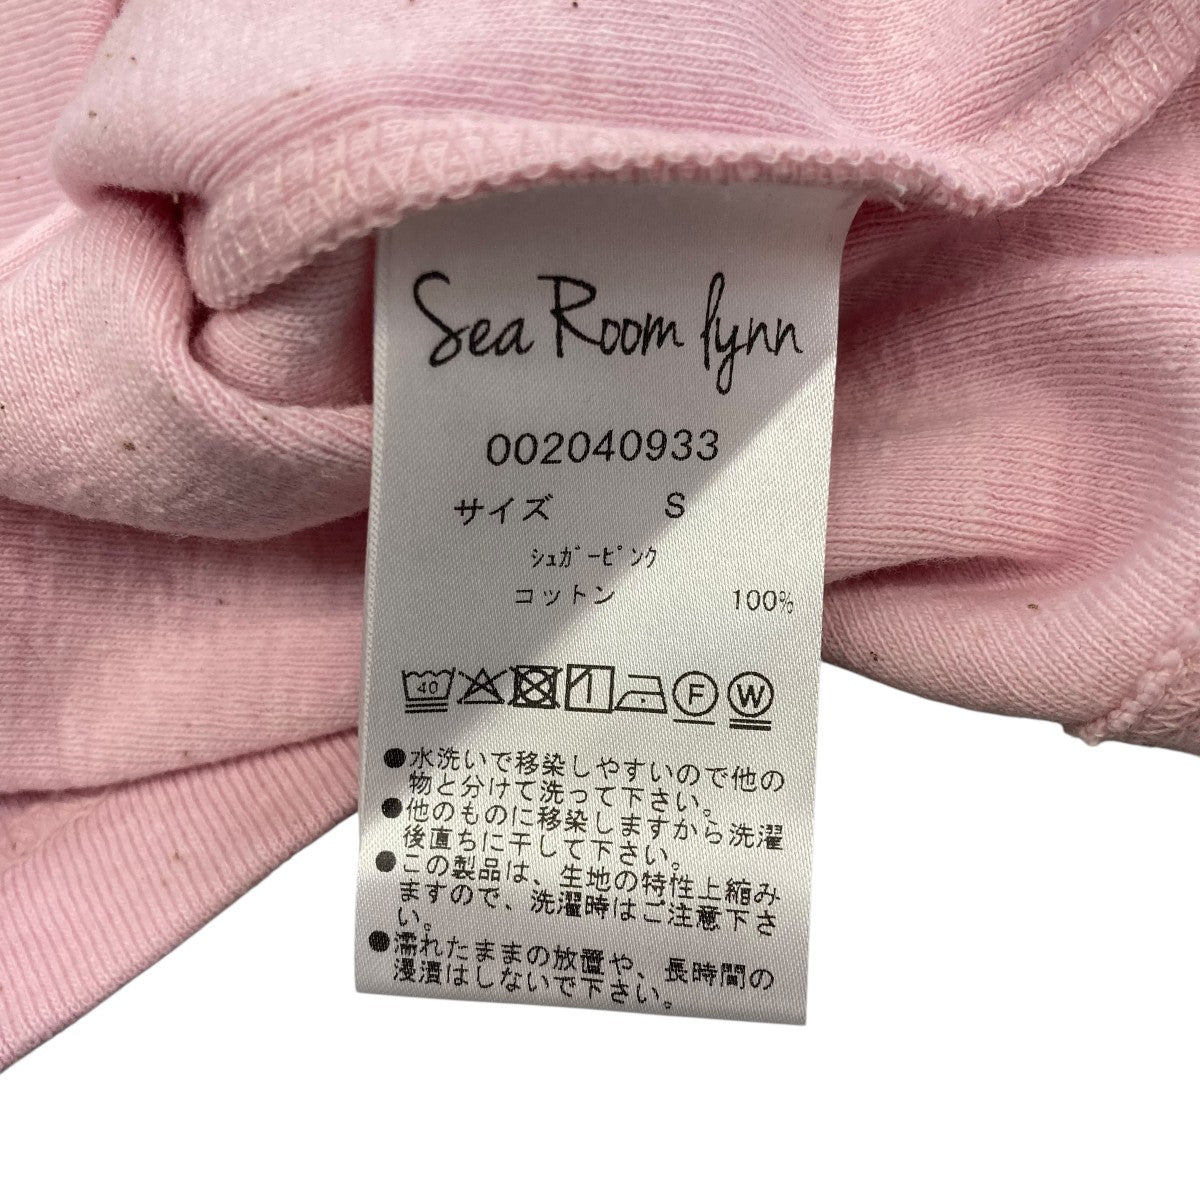 Sea Room lynn
002040933
サイズ S
シュガーピンク
コットン 100%
40 1 F W
●水洗いで移染しやすいので他の
物と分けて洗って下さい。
●他のものに移染しますから洗濯
後直ちに干して下さい。
●この製品は、生地の特性上縮み
ますので、洗濯時はご注意下さ
い。
●濡れたままの放置や、長時間の
浸漬はしないで下さい。